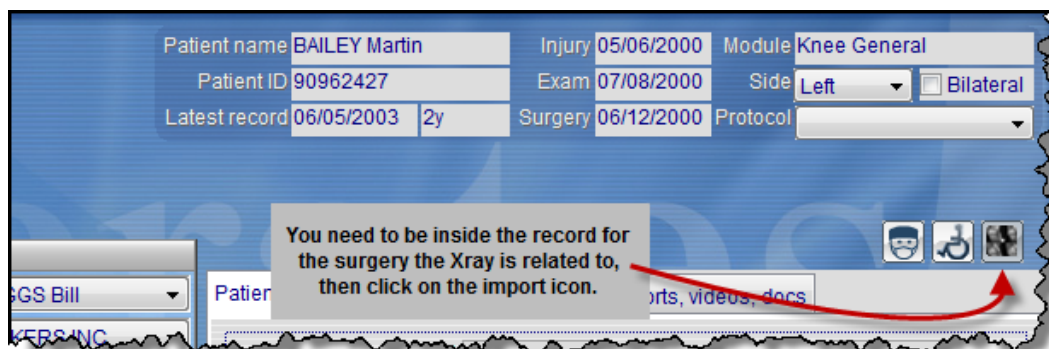 Patient name BAILEY Martin Injury 05/06/2000 Module Knee General
Patient ID 90962427 Exam 07/08/2000 Side Left Bilateral
Latest record 06/05/2003 2y Surgery 06/12/2000 Protocol
You need to be inside the record for
the surgery the Xray is related to,
then click on the import icon.
GS Bill Patien orts, videos, docs
KERS INC